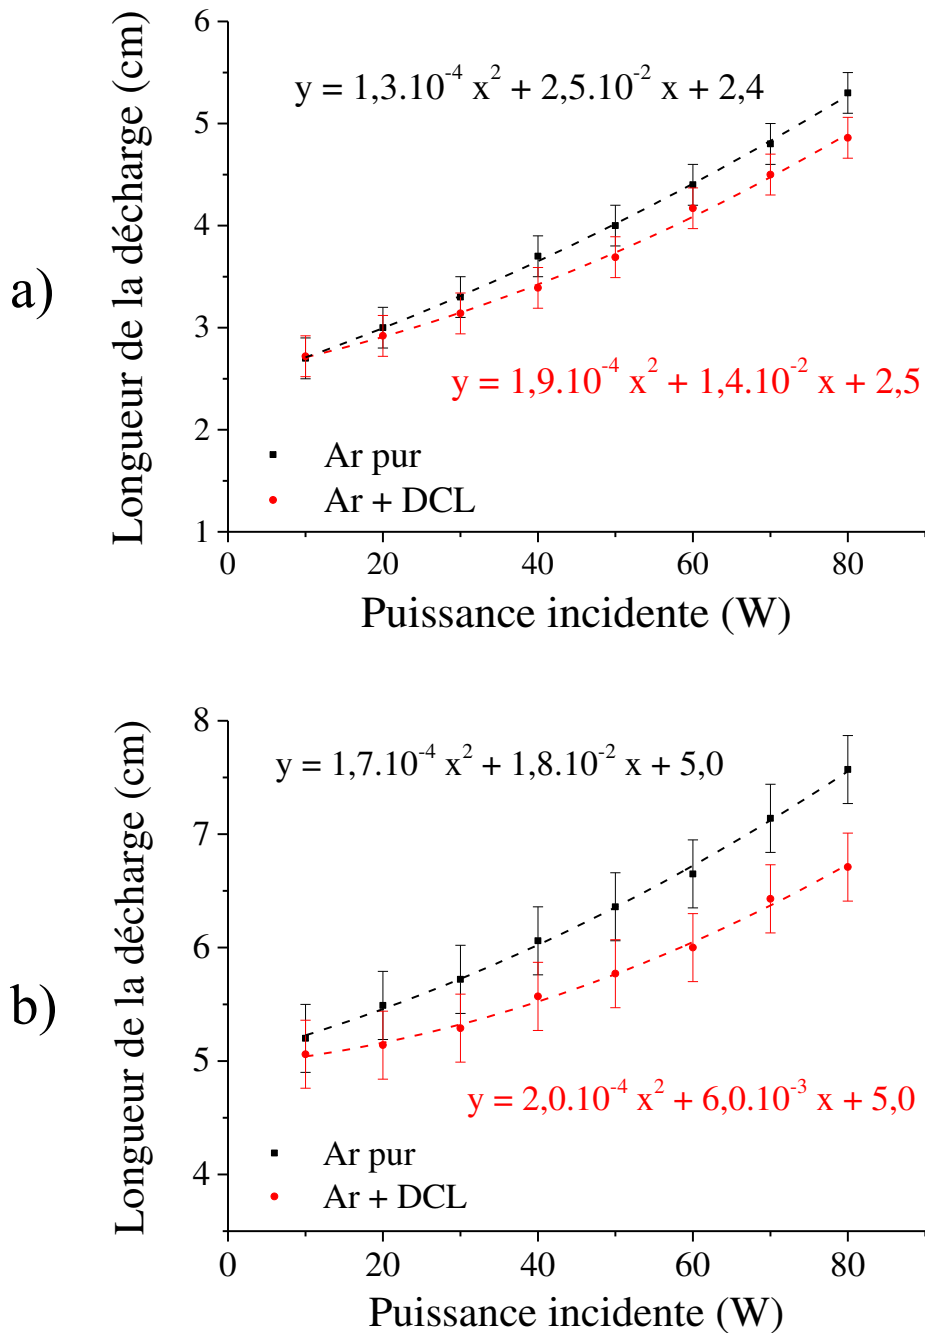 a)
Longueur de la décharge (cm)
6
5
4
3
2
1
y = 1,3.10⁻⁴ x² + 2,5.10⁻² x + 2,4
y = 1,9.10⁻⁴ x² + 1,4.10⁻² x + 2,5
Ar pur
Ar + DCL
0 20 40 60 80
Puissance incidente (W)
b)
Longueur de la décharge (cm)
8
7
6
5
4
y = 1,7.10⁻⁴ x² + 1,8.10⁻² x + 5,0
y = 2,0.10⁻⁴ x² + 6,0.10⁻³ x + 5,0
Ar pur
Ar + DCL
0 20 40 60 80
Puissance incidente (W)